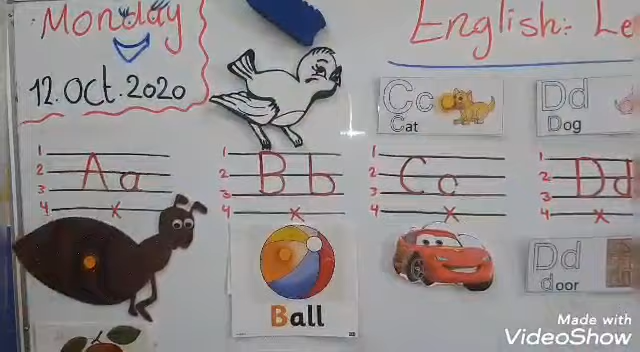 Monday
12.Oct.2020
English:- Le
Cc
Cat
Dd
Dog
1
2
3
4
Aa
x
1
2
3
4
Bb
x
1
2
3
4
Cc
x
1
2
3
4
Dd
x
Ball
Dd
door
Made with
VideoShow